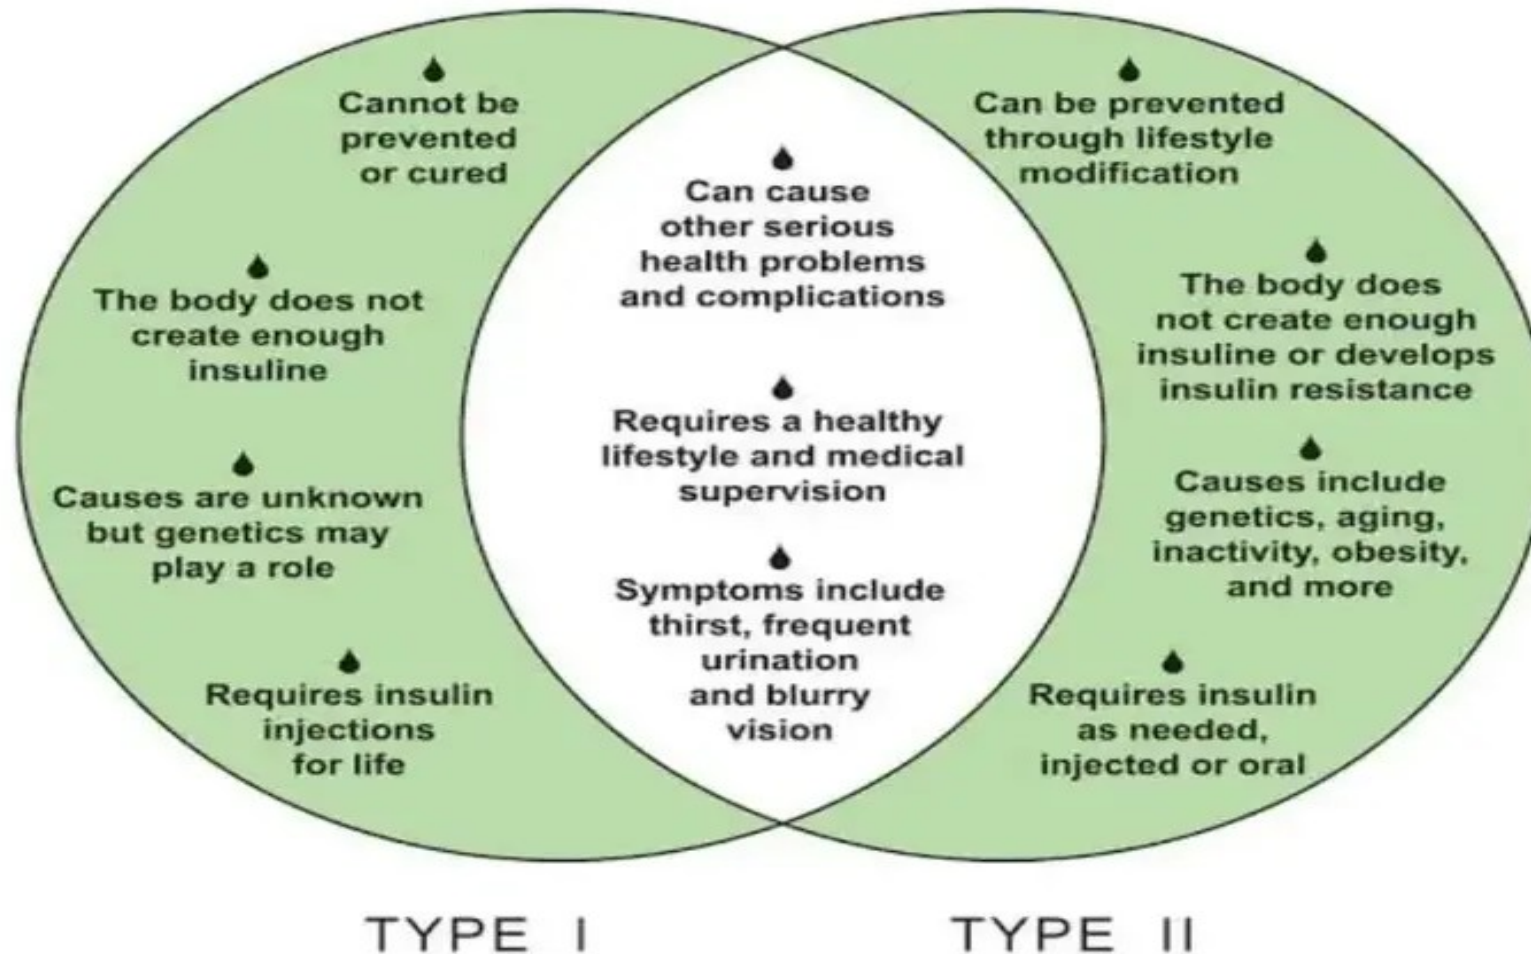 Cannot be
prevented
or cured
The body does not
create enough
insuline
Causes are unknown
but genetics may
play a role
Requires insulin
injections
for life
Can cause
other serious
health problems
and complications
Requires a healthy
lifestyle and medical
supervision
Symptoms include
thirst, frequent
urination
and blurry
vision
Can be prevented
through lifestyle
modification
The body does
not create enough
insuline or develops
insulin resistance
Causes include
genetics, aging,
inactivity, obesity,
and more
Requires insulin
as needed,
injected or oral
TYPE I
TYPE II